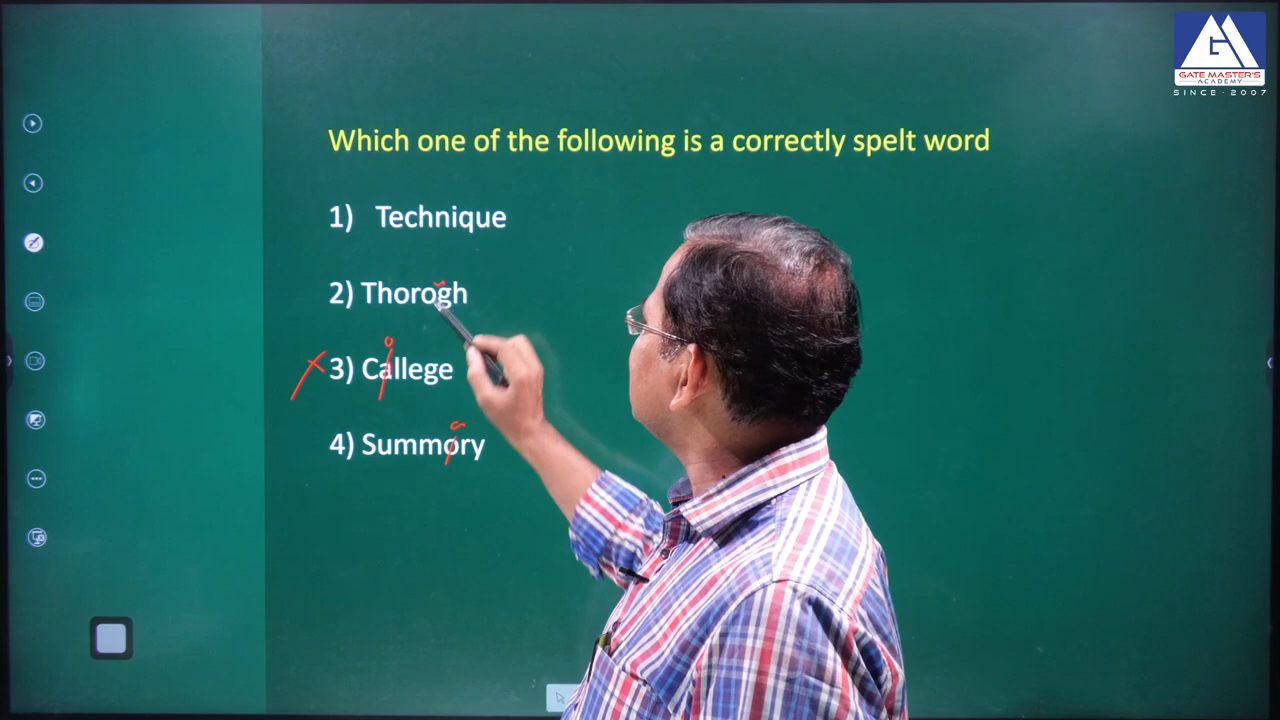 GATE MASTER'S
ACADEMY
SINCE · 2007
Which one of the following is a correctly spelt word
1) Technique
2) Thorogh
o
3) Callege
a
4) Summory